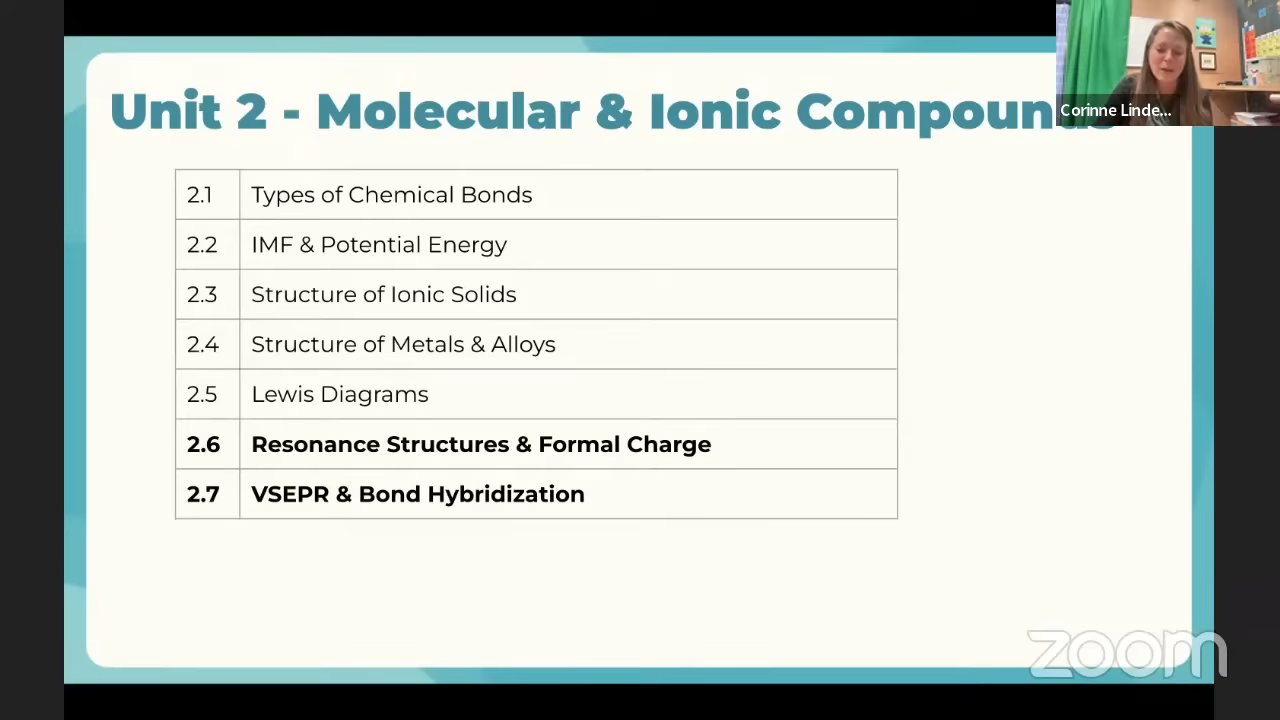 Unit 2 - Molecular & Ionic Compounds
Corinne Linde...
2.1 Types of Chemical Bonds
2.2 IMF & Potential Energy
2.3 Structure of Ionic Solids
2.4 Structure of Metals & Alloys
2.5 Lewis Diagrams
2.6 Resonance Structures & Formal Charge
2.7 VSEPR & Bond Hybridization
zoom